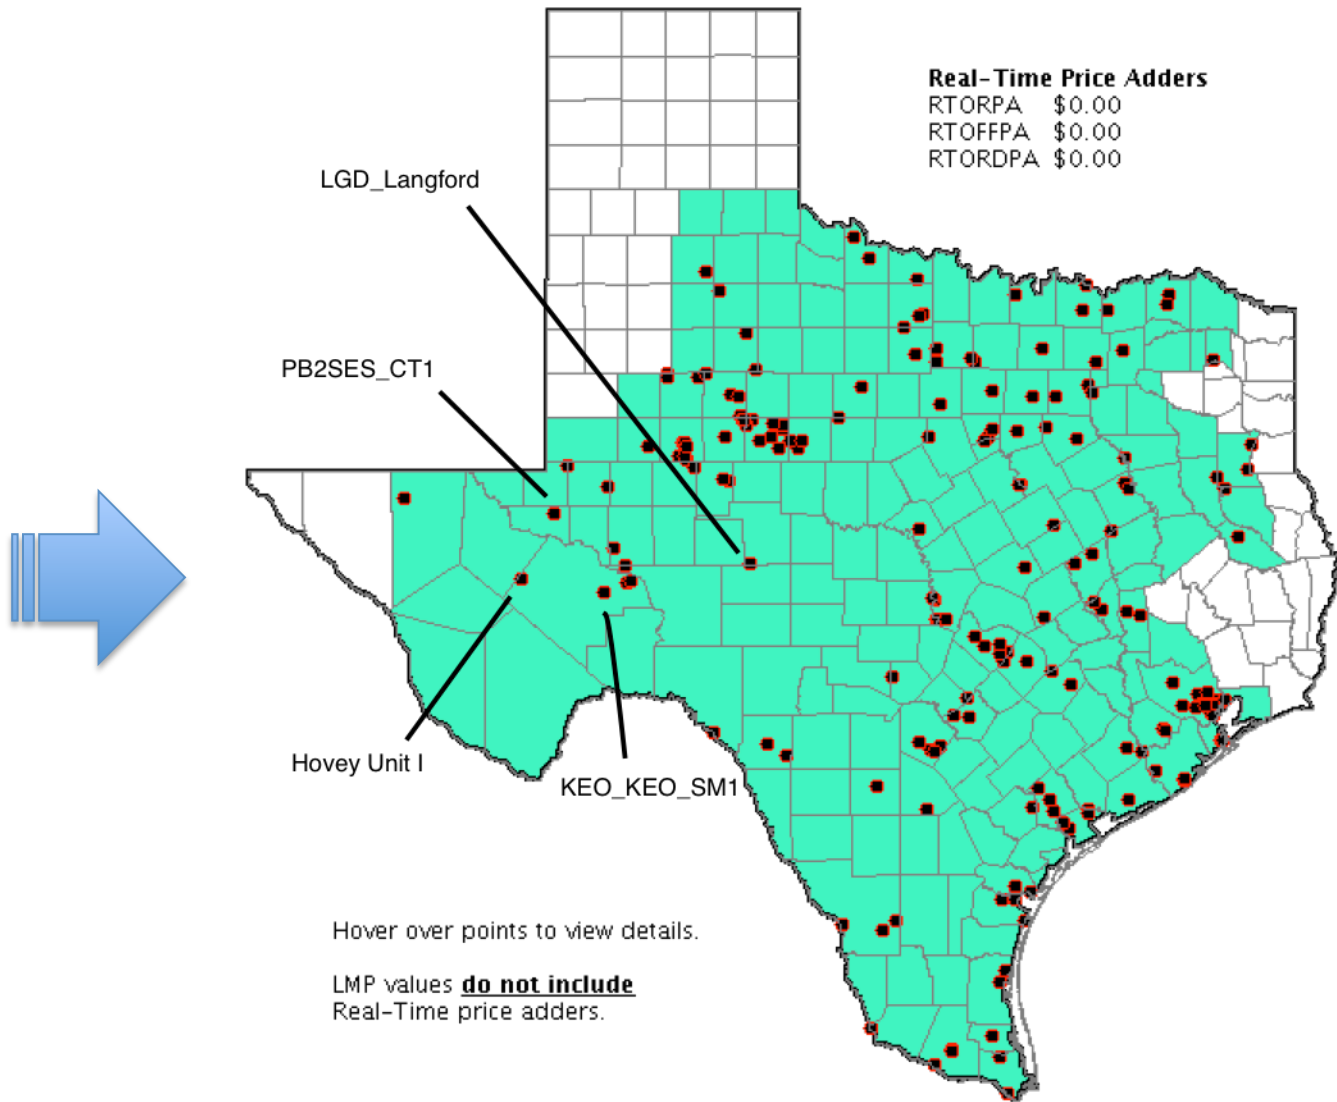 Real-Time Price Adders
RTORPA $0.00
RTOFFPA $0.00
RTORDPA $0.00
LGD_Langford
PB2SES_CT1
Hovey Unit I
KEO_KEO_SM1
Hover over points to view details.
LMP values do not include
Real-Time price adders.